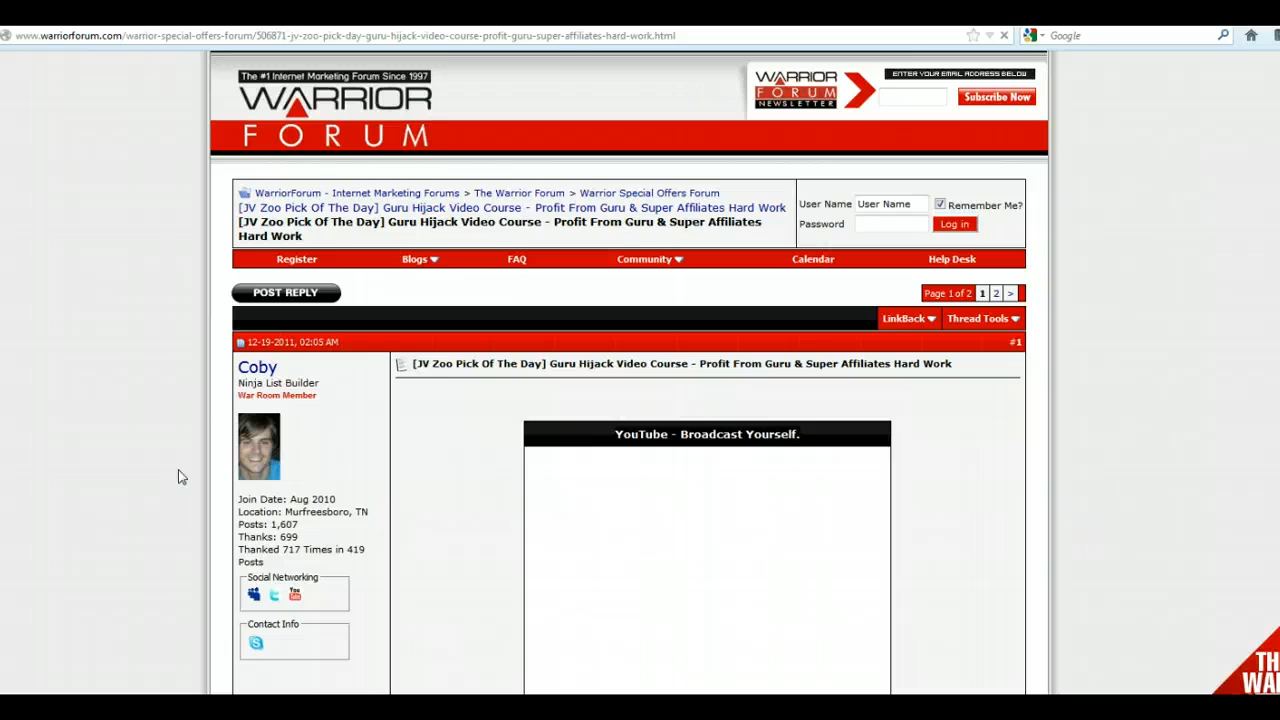 www.warriorforum.com/warrior-special-offers-forum/506871-jv-zoo-pick-day-guru-hijack-video-course-profit-guru-super-affiliates-hard-work.html
Google
The #1 Internet Marketing Forum Since 1997
WARRIOR
FORUM
WARRIOR
FORUM
NEWSLETTER
ENTER YOUR EMAIL ADDRESS BELOW
Subscribe Now
WarriorForum - Internet Marketing Forums > The Warrior Forum > Warrior Special Offers Forum
[JV Zoo Pick Of The Day] Guru Hijack Video Course - Profit From Guru & Super Affiliates Hard Work
[JV Zoo Pick Of The Day] Guru Hijack Video Course - Profit From Guru & Super Affiliates
Hard Work
User Name User Name Remember Me?
Password Log in
Register Blogs FAQ Community Calendar Help Desk
POST REPLY
Page 1 of 2 1 2 >
LinkBack Thread Tools
12-19-2011, 02:05 AM #1
Coby
Ninja List Builder
War Room Member
Join Date: Aug 2010
Location: Murfreesboro, TN
Posts: 1,607
Thanks: 699
Thanked 717 Times in 419
Posts
Social Networking
You
Contact Info
[JV Zoo Pick Of The Day] Guru Hijack Video Course - Profit From Guru & Super Affiliates Hard Work
YouTube - Broadcast Yourself.
TH
WA